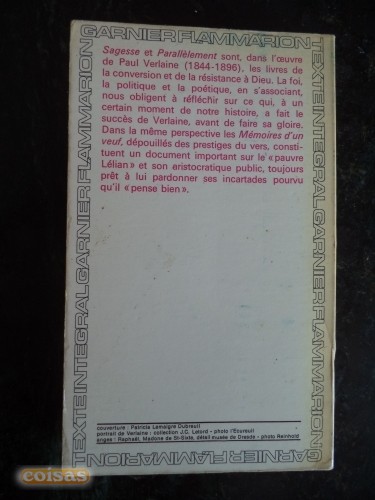 GARNIER FLAMMARION
TEXTE INTEGRAL GARNIER FLAMMARION
TEXTE INTEGRAL GARNIER FLAMMARION
Sagesse et Parallèlement sont, dans l'œuvre
de Paul Verlaine (1844-1896), les livres de
la conversion et de la résistance à Dieu. La foi,
la politique et la poétique, en s'associant,
nous obligent à réfléchir sur ce qui, à un
certain moment de notre histoire, a fait le
succès de Verlaine, avant de faire sa gloire.
Dans la même perspective les Mémoires d'un
veuf, dépouillés des prestiges du vers, consti-
tuent un document important sur le « pauvre
Lélian » et son aristocratique public, toujours
prêt à lui pardonner ses incartades pourvu
qu'il « pense bien ».
couverture : Patricia Lemaigre Dubreuil
portrait de Verlaine : collection J.C. Latord - photo l'Ecureuil
anges : Raphaël, Madone de St-Sixte, détail musée de Dresde - photo Reinhold
GARNIER FLAMMARION
coisas